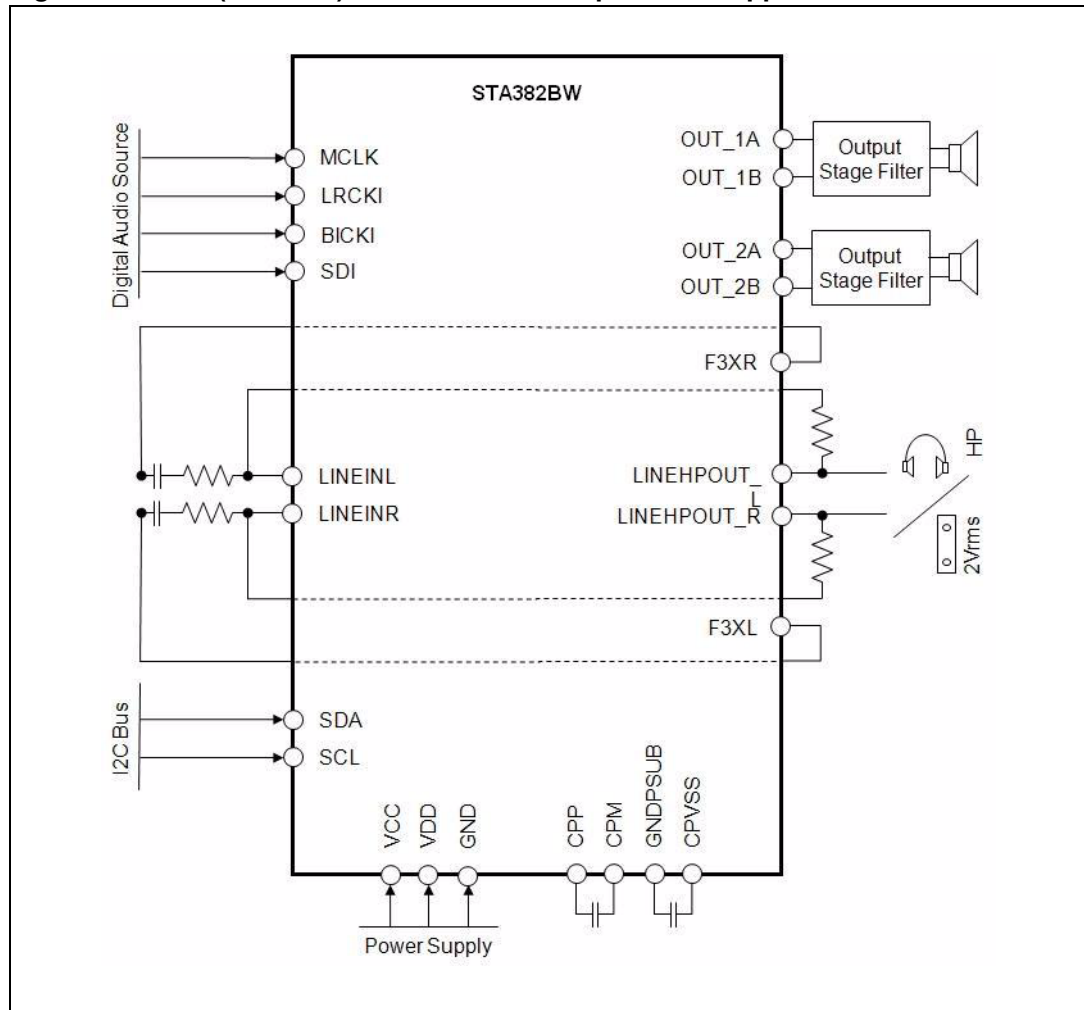 STA382BW
Digital Audio Source
MCLK
LRCKI
BICKI
SDI
OUT_1A
OUT_1B
Output
Stage Filter
OUT_2A
OUT_2B
Output
Stage Filter
F3XR
LINEINL
LINEINR
LINEHPOUT_
L
LINEHPOUT_R
HP
2Vrms
F3XL
I2C Bus
SDA
SCL
VCC
VDD
GND
CPP
CPM
GNDPSUB
CPVSS
Power Supply